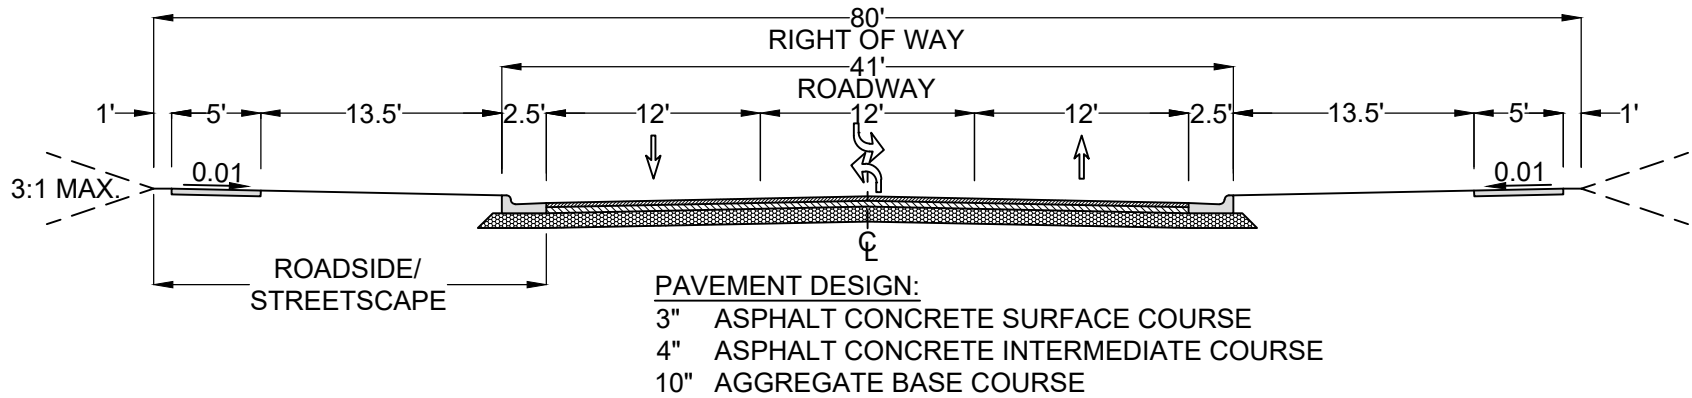 80'
RIGHT OF WAY
41'
ROADWAY
1' 5' 13.5' 2.5' 12' 12' 12' 2.5' 13.5' 5' 1'
0.01 0.01
3:1 MAX.
℄
ROADSIDE/
STREETSCAPE
PAVEMENT DESIGN:
3" ASPHALT CONCRETE SURFACE COURSE
4" ASPHALT CONCRETE INTERMEDIATE COURSE
10" AGGREGATE BASE COURSE